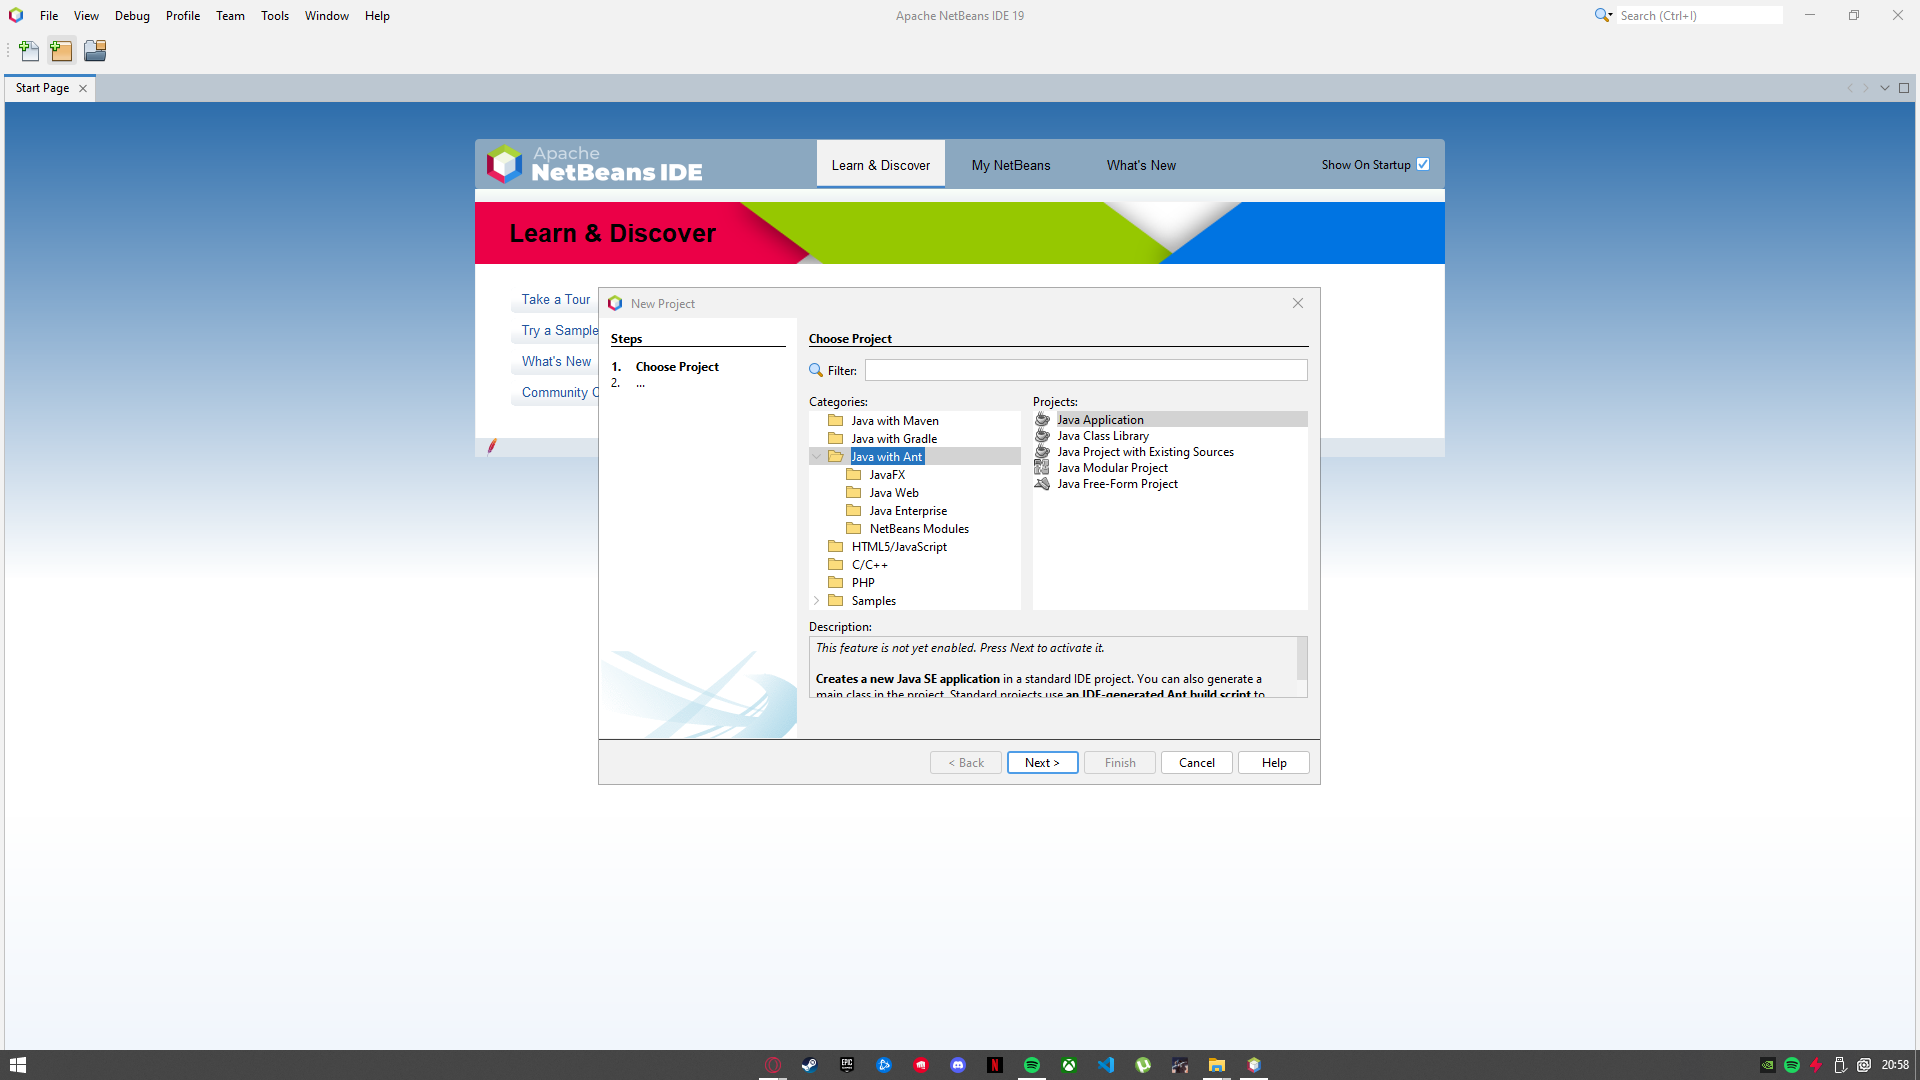 File View Debug Profile Team Tools Window Help
Apache NetBeans IDE 19
Search (Ctrl+I)
Start Page
Apache
NetBeans IDE
Learn & Discover
My NetBeans
What's New
Show On Startup
Learn & Discover
Take a Tour
Try a Sample
What's New
Community
New Project
Steps
1. Choose Project
2. ...
Choose Project
Filter:
Categories:
Java with Maven
Java with Gradle
Java with Ant
JavaFX
Java Web
Java Enterprise
NetBeans Modules
HTML5/JavaScript
C/C++
PHP
Samples
Projects:
Java Application
Java Class Library
Java Project with Existing Sources
Java Modular Project
Java Free-Form Project
Description:
This feature is not yet enabled. Press Next to activate it.
Creates a new Java SE application in a standard IDE project. You can also generate a
main class in the project. Standard projects use an IDE-generated Ant build script to
< Back
Next >
Finish
Cancel
Help
20:58